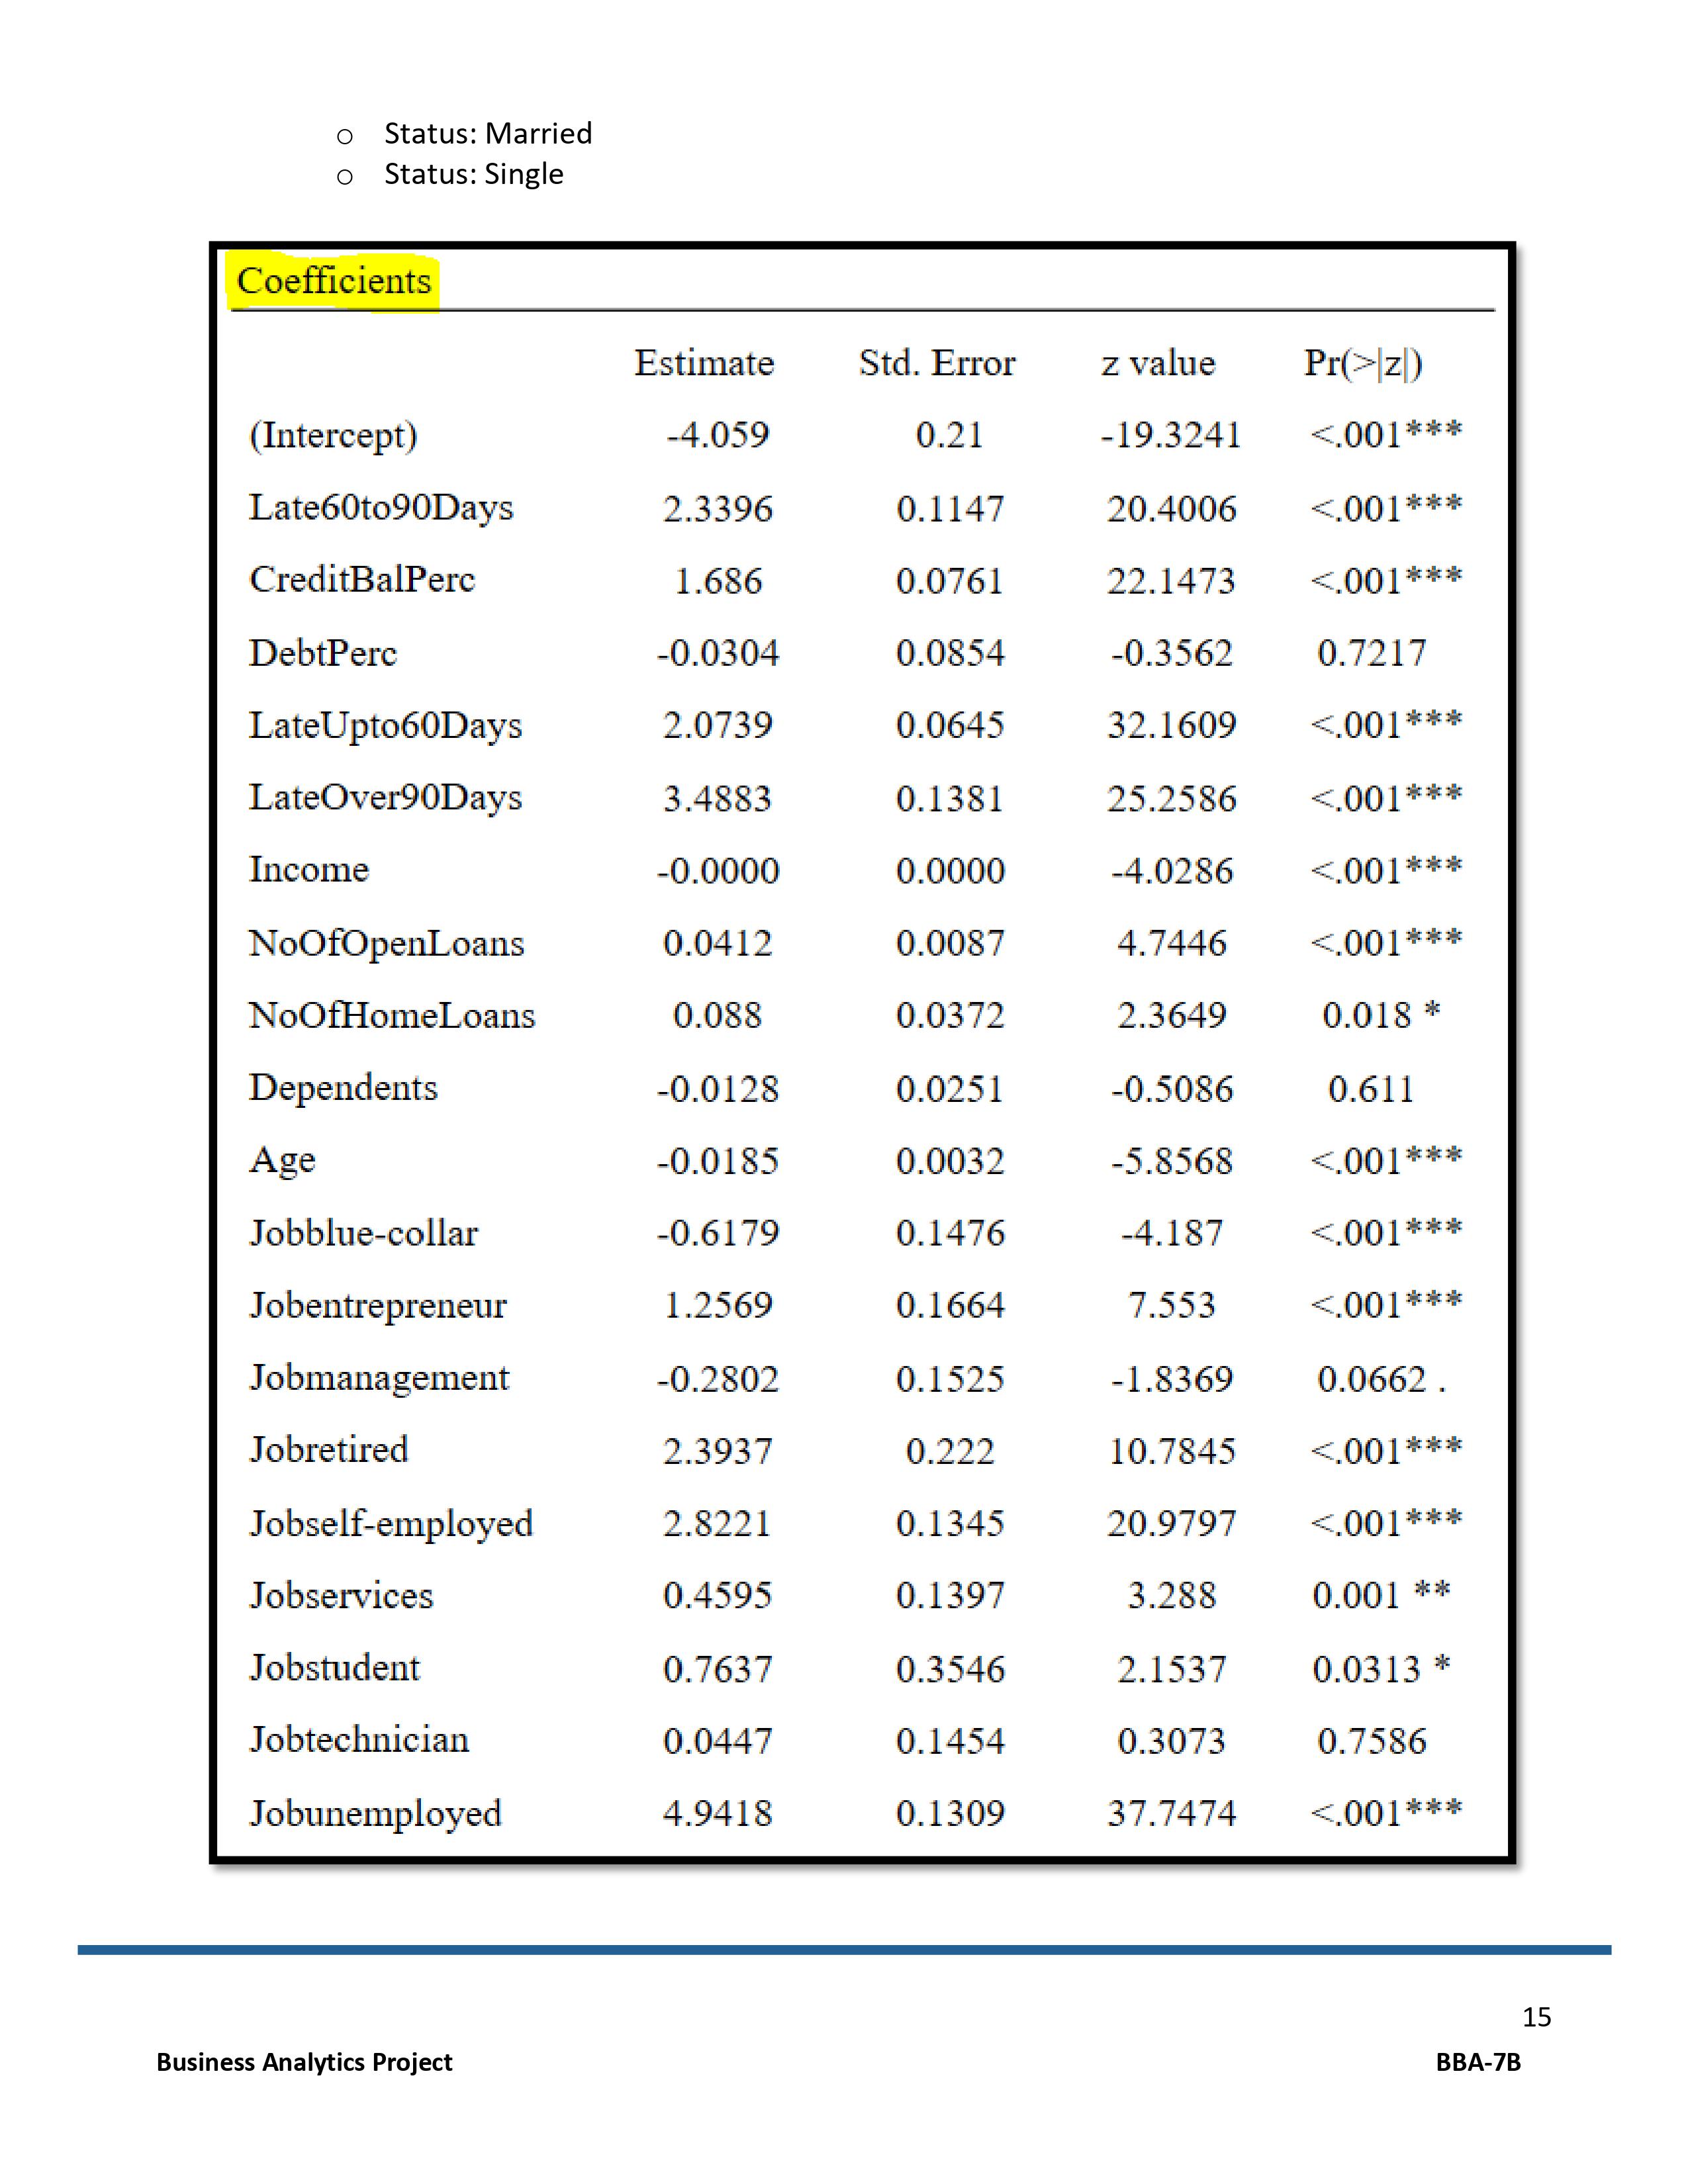 o Status: Married
o Status: Single
Coefficients
Estimate Std. Error z value Pr(>|z|)
(Intercept) -4.059 0.21 -19.3241 <.001***
Late60to90Days 2.3396 0.1147 20.4006 <.001***
CreditBalPerc 1.686 0.0761 22.1473 <.001***
DebtPerc -0.0304 0.0854 -0.3562 0.7217
LateUpto60Days 2.0739 0.0645 32.1609 <.001***
LateOver90Days 3.4883 0.1381 25.2586 <.001***
Income -0.0000 0.0000 -4.0286 <.001***
NoOfOpenLoans 0.0412 0.0087 4.7446 <.001***
NoOfHomeLoans 0.088 0.0372 2.3649 0.018 *
Dependents -0.0128 0.0251 -0.5086 0.611
Age -0.0185 0.0032 -5.8568 <.001***
Jobblue-collar -0.6179 0.1476 -4.187 <.001***
Jobentrepreneur 1.2569 0.1664 7.553 <.001***
Jobmanagement -0.2802 0.1525 -1.8369 0.0662 .
Jobretired 2.3937 0.222 10.7845 <.001***
Jobself-employed 2.8221 0.1345 20.9797 <.001***
Jobservices 0.4595 0.1397 3.288 0.001 **
Jobstudent 0.7637 0.3546 2.1537 0.0313 *
Jobtechnician 0.0447 0.1454 0.3073 0.7586
Jobunemployed 4.9418 0.1309 37.7474 <.001***
15
Business Analytics Project BBA-7B